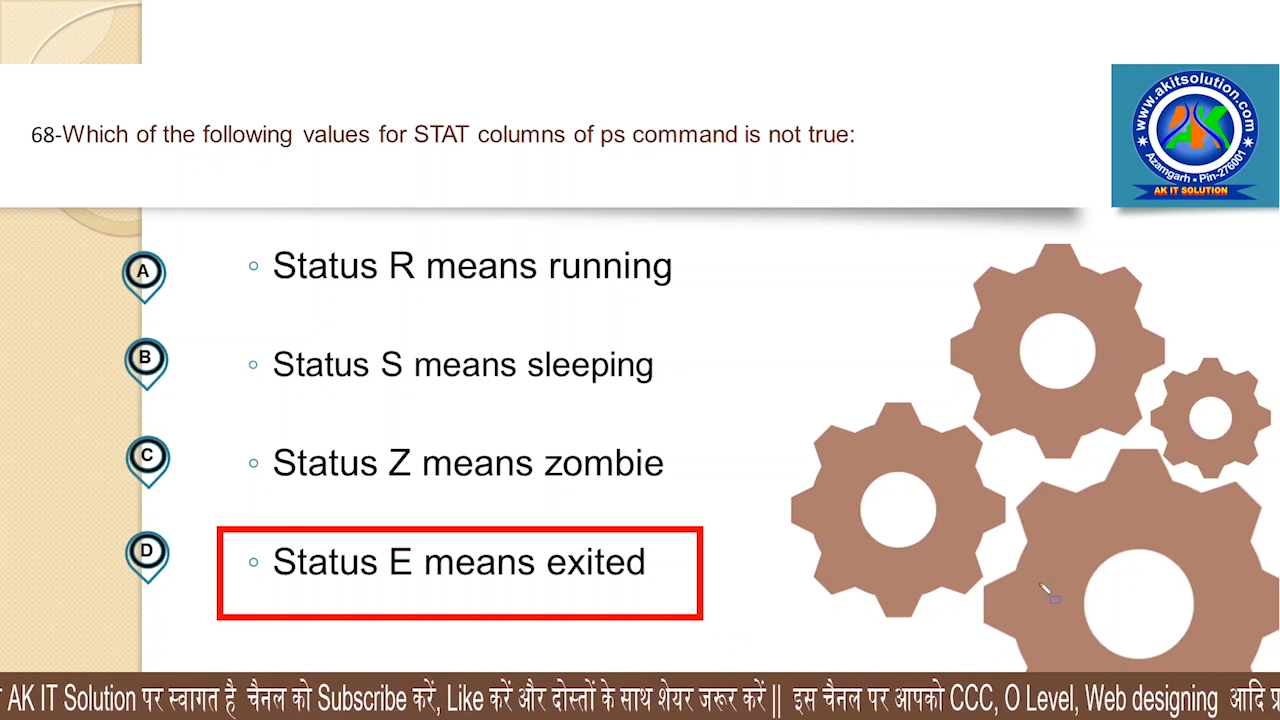 68-Which of the following values for STAT columns of ps command is not true:
www.akitsolution.com
AK
Azamgarh • Pin-276001
AK IT SOLUTION
A
Status R means running
B
Status S means sleeping
C
Status Z means zombie
D
Status E means exited
AK IT Solution पर स्वागत है चैनल को Subscribe करें, Like करें और दोस्तों के साथ शेयर जरूर करें || इस चैनल पर आपको CCC, O Level, Web designing आदि